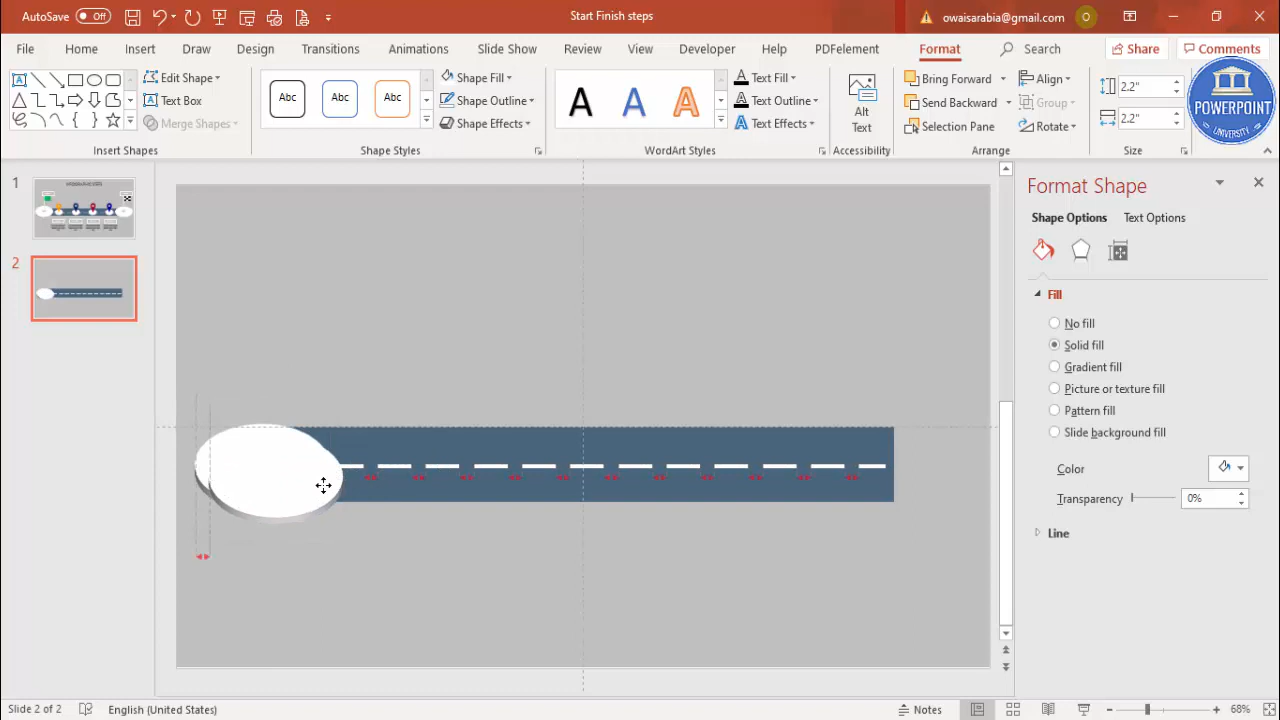 AutoSave Off Start Finish steps owaisarabia@gmail.com O
File Home Insert Draw Design Transitions Animations Slide Show Review View Developer Help PDFelement Format Search Share Comments
Edit Shape
Text Box
Merge Shapes
Insert Shapes
Abc Abc Abc
Shape Fill
Shape Outline
Shape Effects
Shape Styles
A A A
Text Fill
Text Outline
Text Effects
WordArt Styles
Alt
Text
Accessibility
Bring Forward
Send Backward
Selection Pane
Align
Group
Rotate
Arrange
2.2"
2.2"
Size
POWERPOINT
UNIVERSITY
1
2
Format Shape
Shape Options Text Options
Fill
No fill
Solid fill
Gradient fill
Picture or texture fill
Pattern fill
Slide background fill
Color
Transparency 0%
Line
Slide 2 of 2 English (United States) Notes 68%